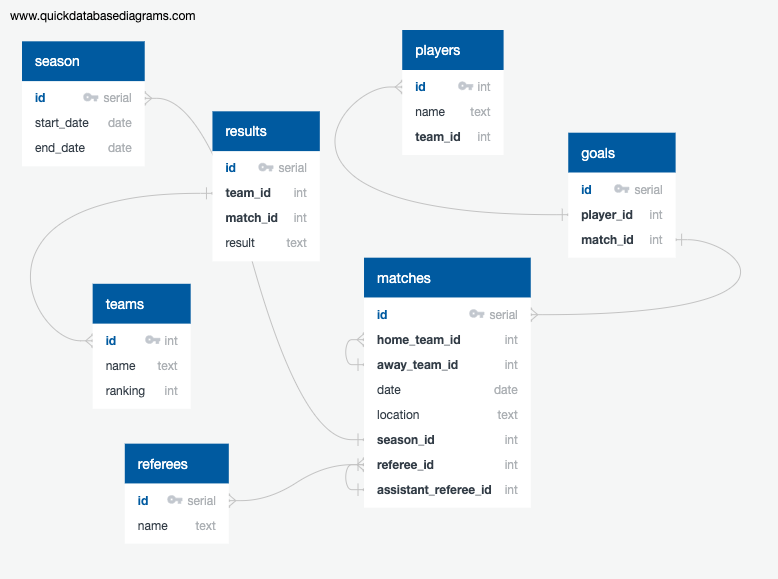 www.quickdatabasediagrams.com
season
id serial
start_date date
end_date date
results
id serial
team_id int
match_id int
result text
players
id int
name text
team_id int
goals
id serial
player_id int
match_id int
teams
id int
name text
ranking int
matches
id serial
home_team_id int
away_team_id int
date date
location text
season_id int
referee_id int
assistant_referee_id int
referees
id serial
name text